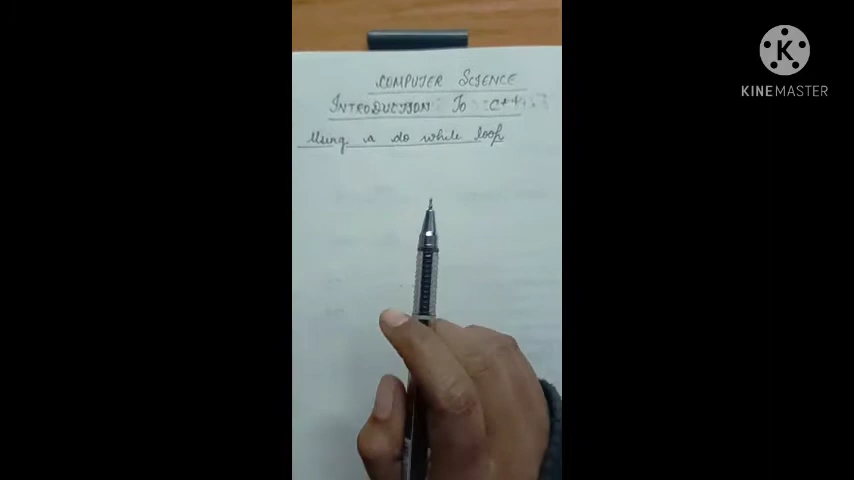 COMPUTER SCIENCE
INTRODUCTION TO C++
Using a do while loop
K
KINEMASTER